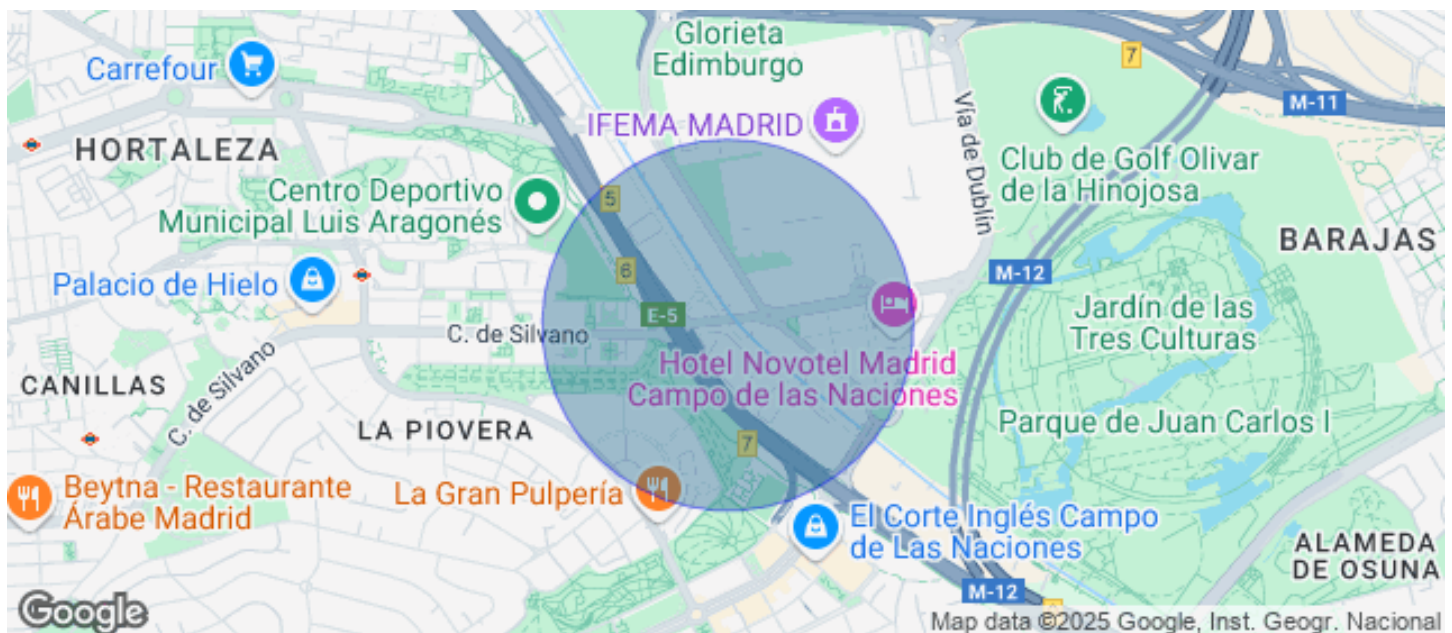 Glorieta
Edimburgo
7
Carrefour
M-11
IFEMA MADRID
Vía de Dublín
HORTALEZA
Club de Golf Olivar
de la Hinojosa
Centro Deportivo
Municipal Luis Aragonés
5
BARAJAS
6
M-12
Palacio de Hielo
E-5
Jardín de las
Tres Culturas
C. de Silvano
Hotel Novotel Madrid
Campo de las Naciones
CANILLAS
C. de Silvano
LA PIOVERA
Parque de Juan Carlos I
7
Beytna - Restaurante
Árabe Madrid
La Gran Pulpería
El Corte Inglés Campo
de Las Naciones
ALAMEDA
DE OSUNA
M-12
Google
Map data ©2025 Google, Inst. Geogr. Nacional